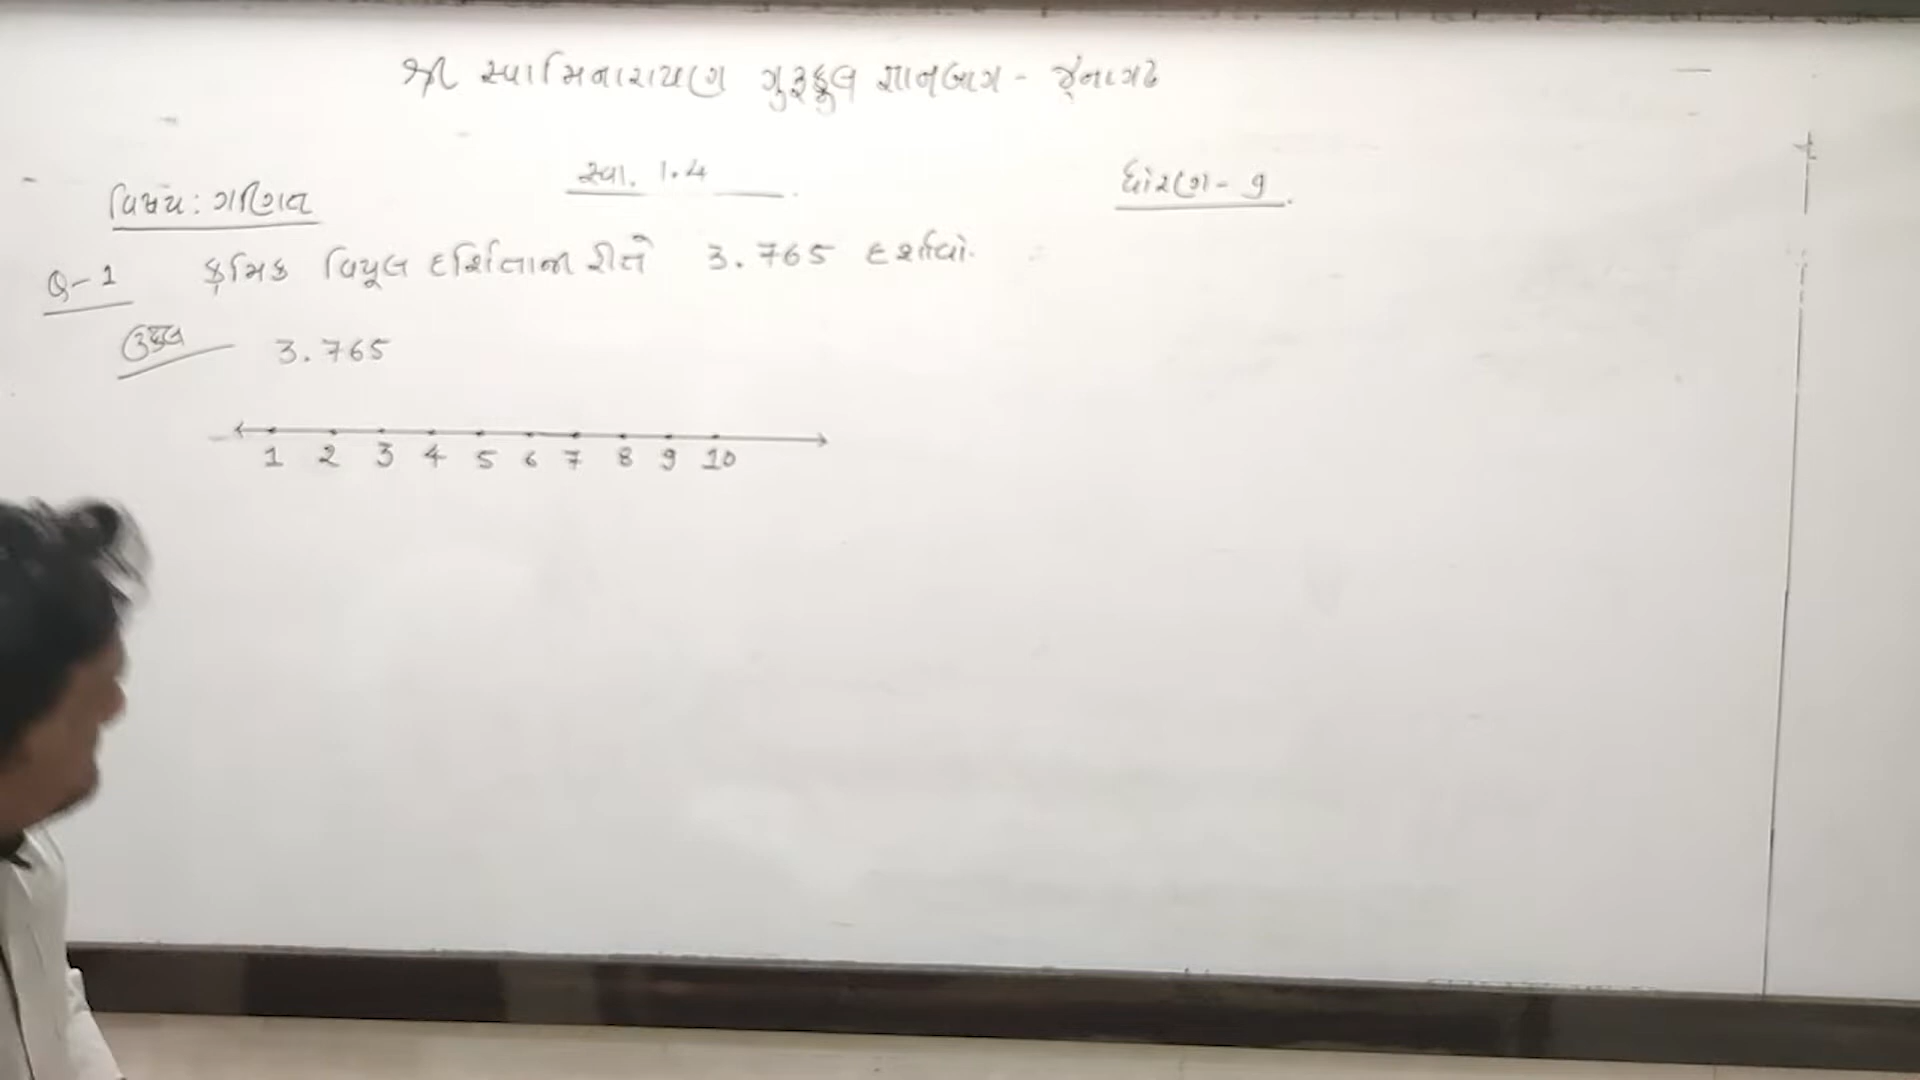 શ્રી સ્વામિનારાયણ ગુરૂકુલ જ્ઞાનબાગ - જૂનાગઢ
વિષય: ગણિત સ્વા. 1.4 ધોરણ - 9
Q-1 ક્રમિક વિપુલ દર્શિતાની રીતે 3.765 દર્શાવો.
ઉકેલ 3.765
1 2 3 4 5 6 7 8 9 10